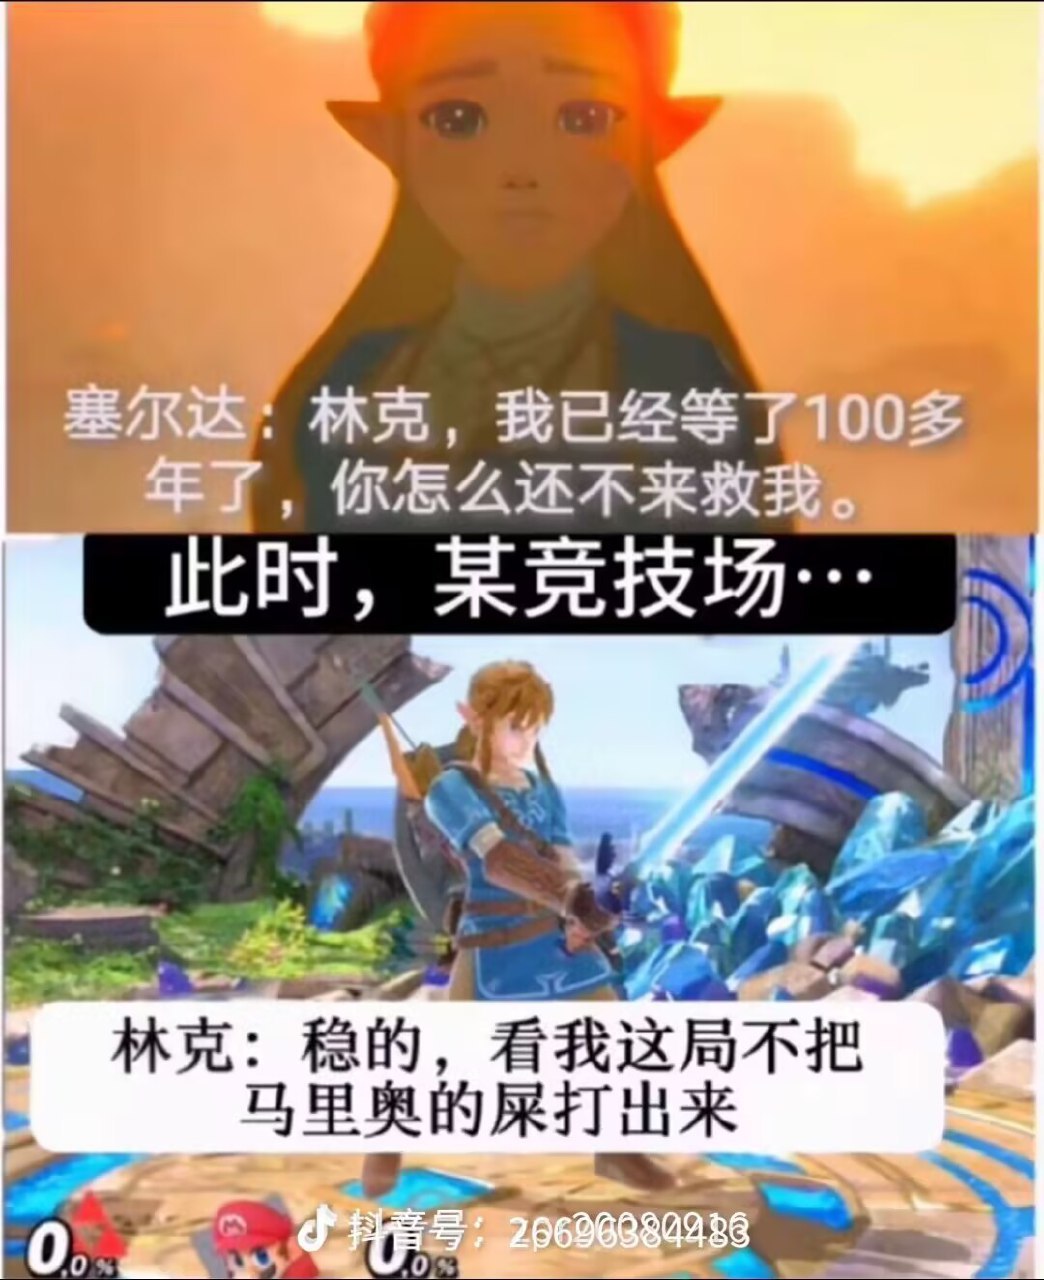 塞尔达：林克，我已经等了100多
年了，你怎么还不来救我。
此时，某竞技场…
林克：稳的，看我这局不把
马里奥的屎打出来
抖音号：
0.0%
0.0%